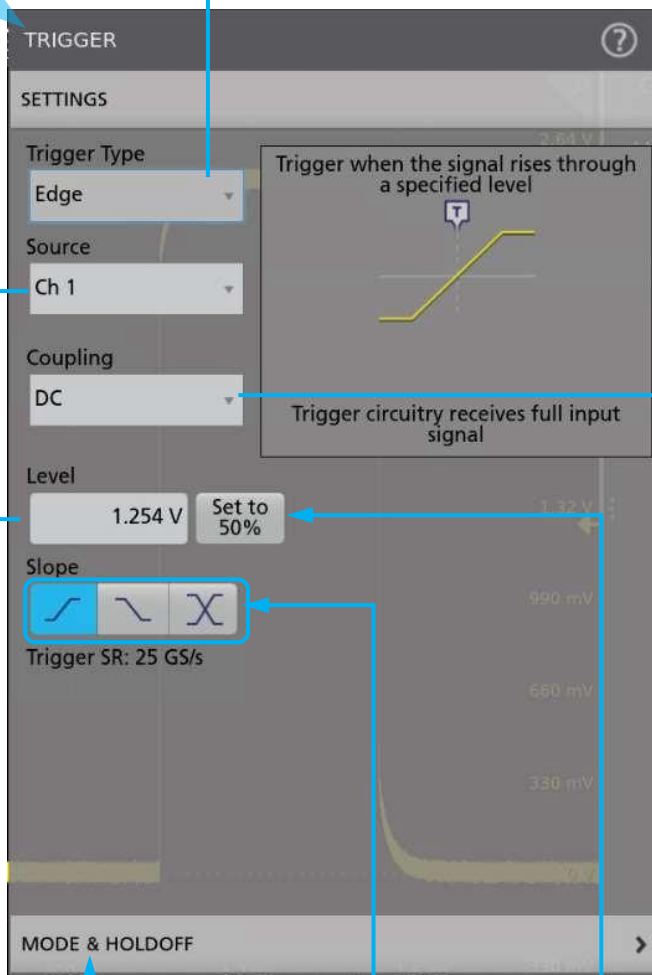 TRIGGER
?
SETTINGS
2.64 V
Trigger Type
Edge
Trigger when the signal rises through
a specified level
T
Source
Ch 1
Coupling
DC
Trigger circuitry receives full input
signal
Level
1.254 V
Set to
50%
1.32 V
Slope
990 mV
Trigger SR: 25 GS/s
660 mV
330 mV
0 V
MODE & HOLDOFF